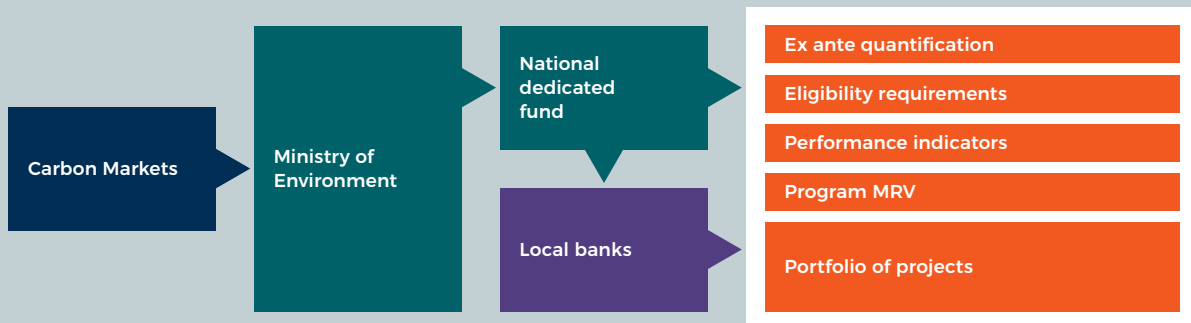 Carbon Markets
Ministry of
Environment
National
dedicated
fund
Local banks
Ex ante quantification
Eligibility requirements
Performance indicators
Program MRV
Portfolio of projects